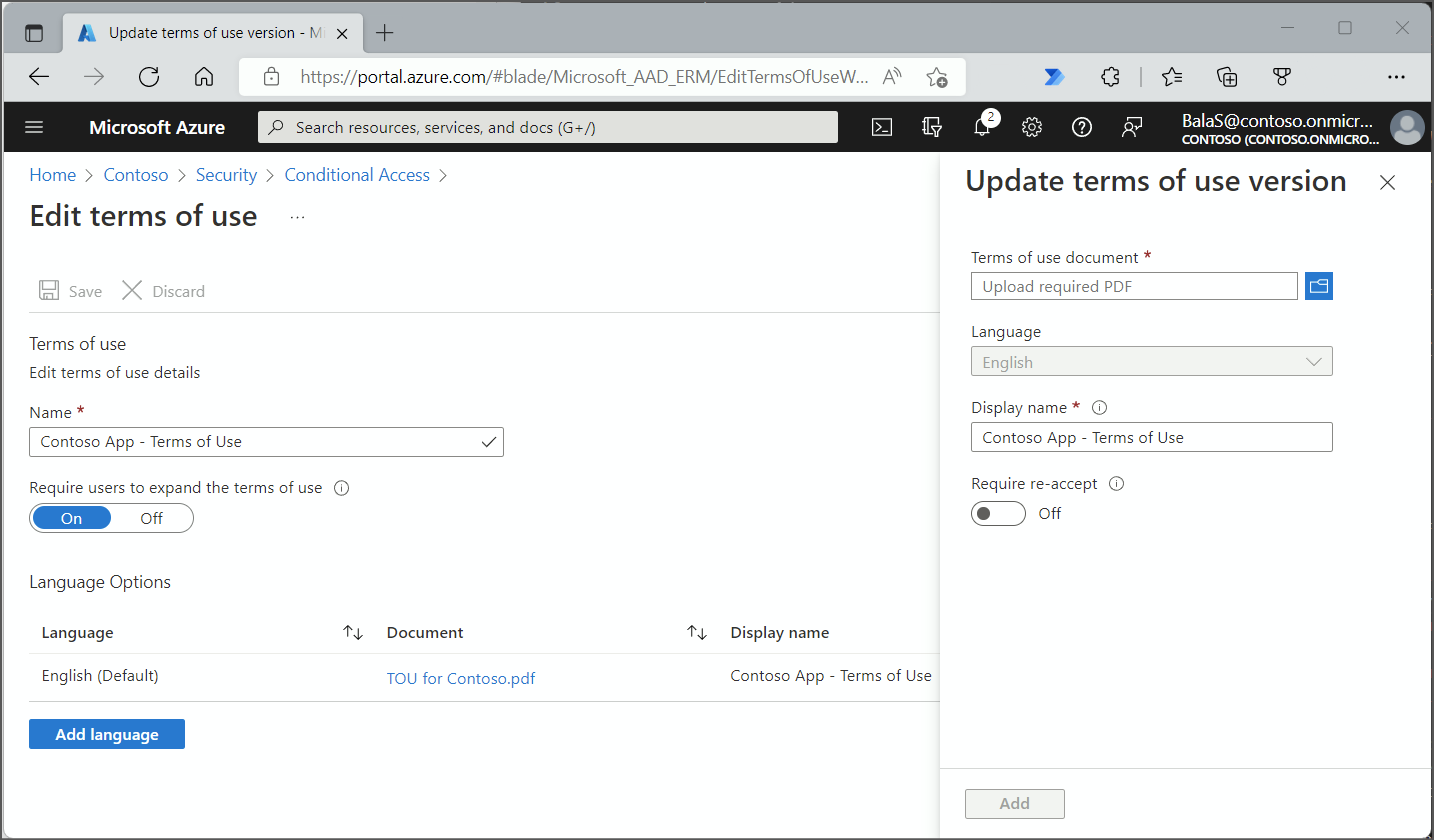 Update terms of use version - Mi
https://portal.azure.com/#blade/Microsoft_AAD_ERM/EditTermsOfUseW...
Microsoft Azure
Search resources, services, and docs (G+/)
2
BalaS@contoso.onmicr...
CONTOSO (CONTOSO.ONMICRO...
Home > Contoso > Security > Conditional Access >
Edit terms of use ...
Save Discard
Terms of use
Edit terms of use details
Name *
Contoso App - Terms of Use
Require users to expand the terms of use
On Off
Language Options
Language Document Display name
English (Default) TOU for Contoso.pdf Contoso App - Terms of Use
Add language
Update terms of use version
Terms of use document *
Upload required PDF
Language
English
Display name *
Contoso App - Terms of Use
Require re-accept
Off
Add